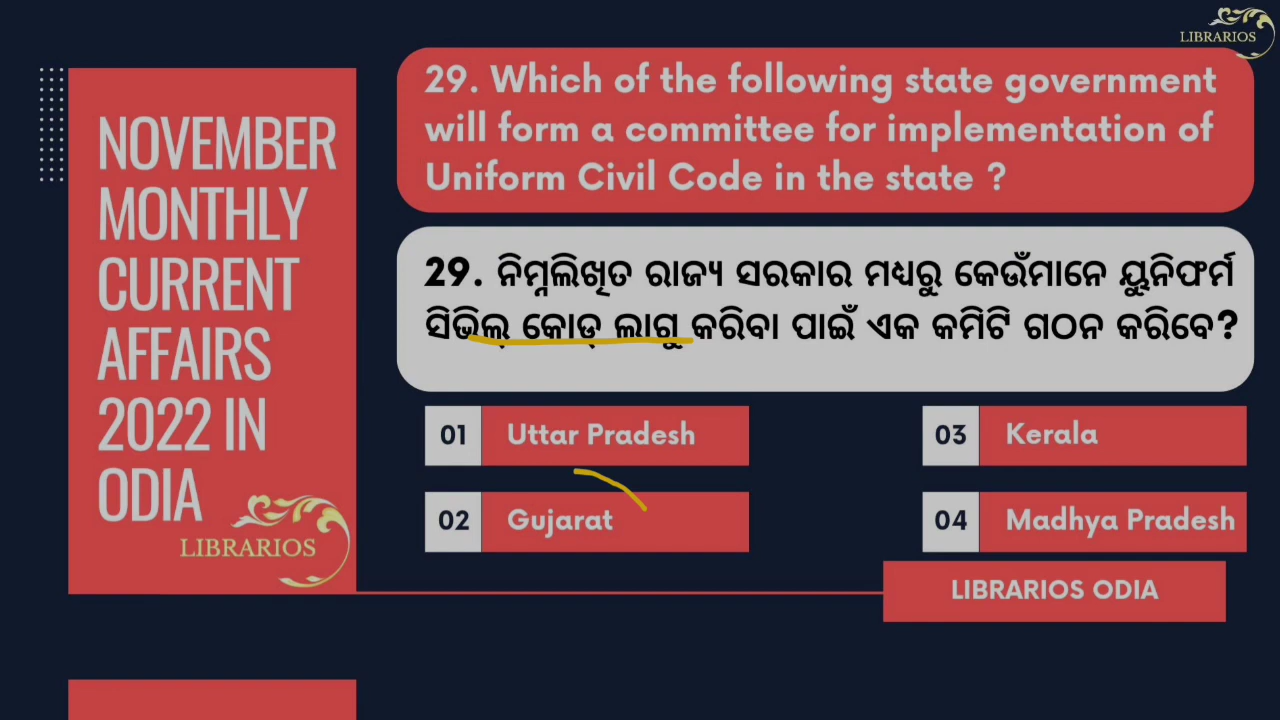 LIBRARIOS
NOVEMBER
MONTHLY
CURRENT
AFFAIRS
2022 IN
ODIA
LIBRARIOS
29. Which of the following state government
will form a committee for implementation of
Uniform Civil Code in the state ?
29. ନିମ୍ନଲିଖିତ ରାଜ୍ୟ ସରକାର ମଧ୍ୟରୁ କେଉଁମାନେ ୟୁନିଫର୍ମ
ସିଭିଲ୍ କୋଡ୍ ଲାଗୁ କରିବା ପାଇଁ ଏକ କମିଟି ଗଠନ କରିବେ?
01 Uttar Pradesh
02 Gujarat
03 Kerala
04 Madhya Pradesh
LIBRARIOS ODIA